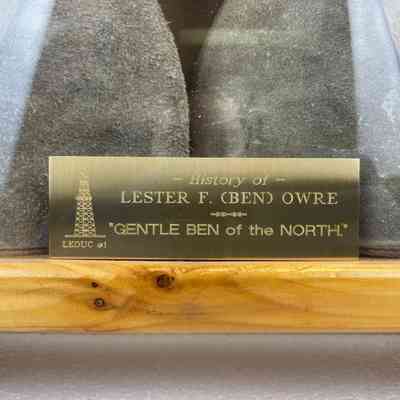 - History of -
LESTER F. (BEN) OWRE
"GENTLE BEN of the NORTH."
LEDUC #1